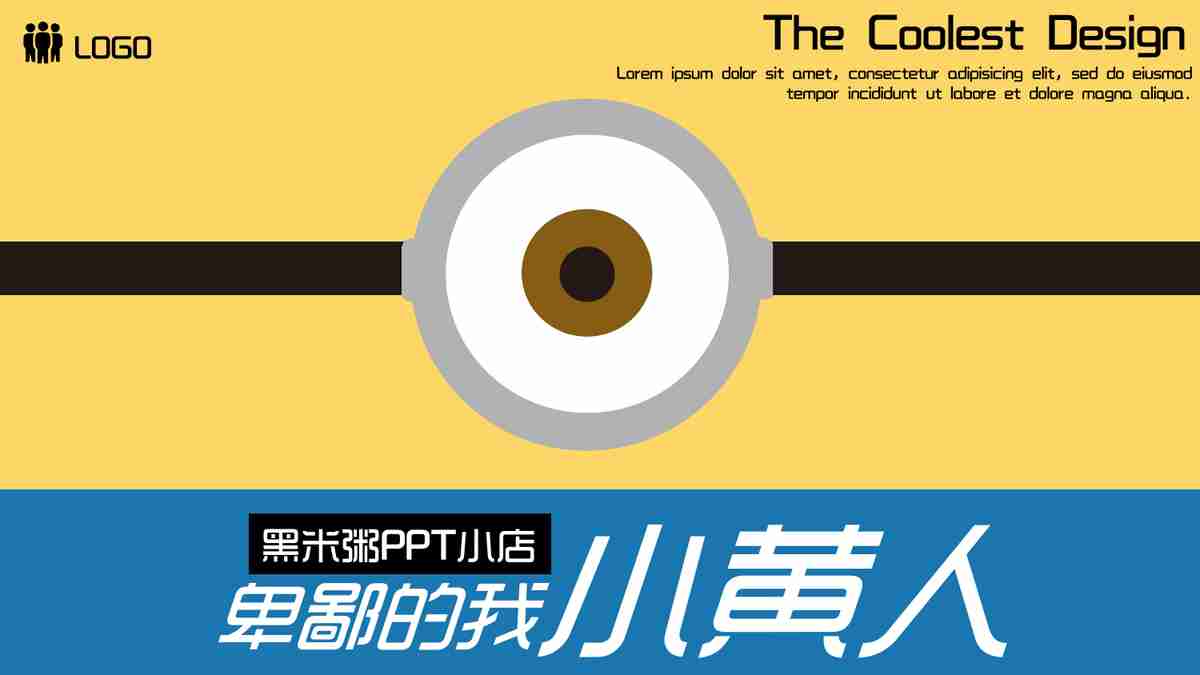 LOGO
The Coolest Design
Lorem ipsum dolor sit amet, consectetur adipisicing elit, sed do eiusmod
tempor incididunt ut labore et dolore magna aliqua.
黑米粥PPT小店
卑鄙的我小黄人